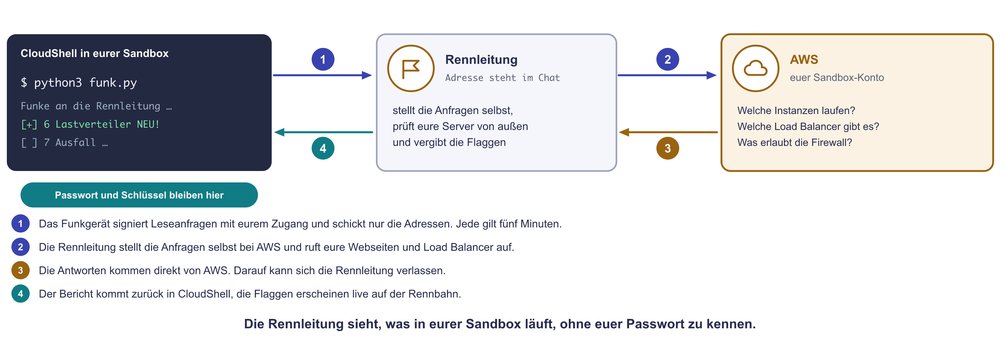 CloudShell in eurer Sandbox
$ python3 funk.py
Funke an die Rennleitung …
[+] 6 Lastverteiler NEU!
[ ] 7 Ausfall …
Passwort und Schlüssel bleiben hier
1
4
Rennleitung
Adresse steht im Chat
stellt die Anfragen selbst,
prüft eure Server von außen
und vergibt die Flaggen
2
3
AWS
euer Sandbox-Konto
Welche Instanzen laufen?
Welche Load Balancer gibt es?
Was erlaubt die Firewall?
1 Das Funkgerät signiert Leseanfragen mit eurem Zugang und schickt nur die Adressen. Jede gilt fünf Minuten.
2 Die Rennleitung stellt die Anfragen selbst bei AWS und ruft eure Webseiten und Load Balancer auf.
3 Die Antworten kommen direkt von AWS. Darauf kann sich die Rennleitung verlassen.
4 Der Bericht kommt zurück in CloudShell, die Flaggen erscheinen live auf der Rennbahn.
Die Rennleitung sieht, was in eurer Sandbox läuft, ohne euer Passwort zu kennen.